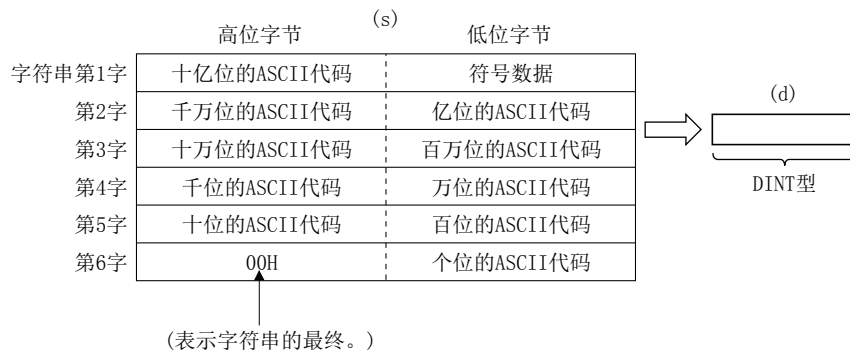 (s)
高位字节 低位字节
字符串第1字 十亿位的ASCII代码 符号数据
第2字 千万位的ASCII代码 亿位的ASCII代码
第3字 十万位的ASCII代码 百万位的ASCII代码
第4字 千位的ASCII代码 万位的ASCII代码
第5字 十位的ASCII代码 百位的ASCII代码
第6字 00H 个位的ASCII代码
(d)
DINT型
(表示字符串的最终。)